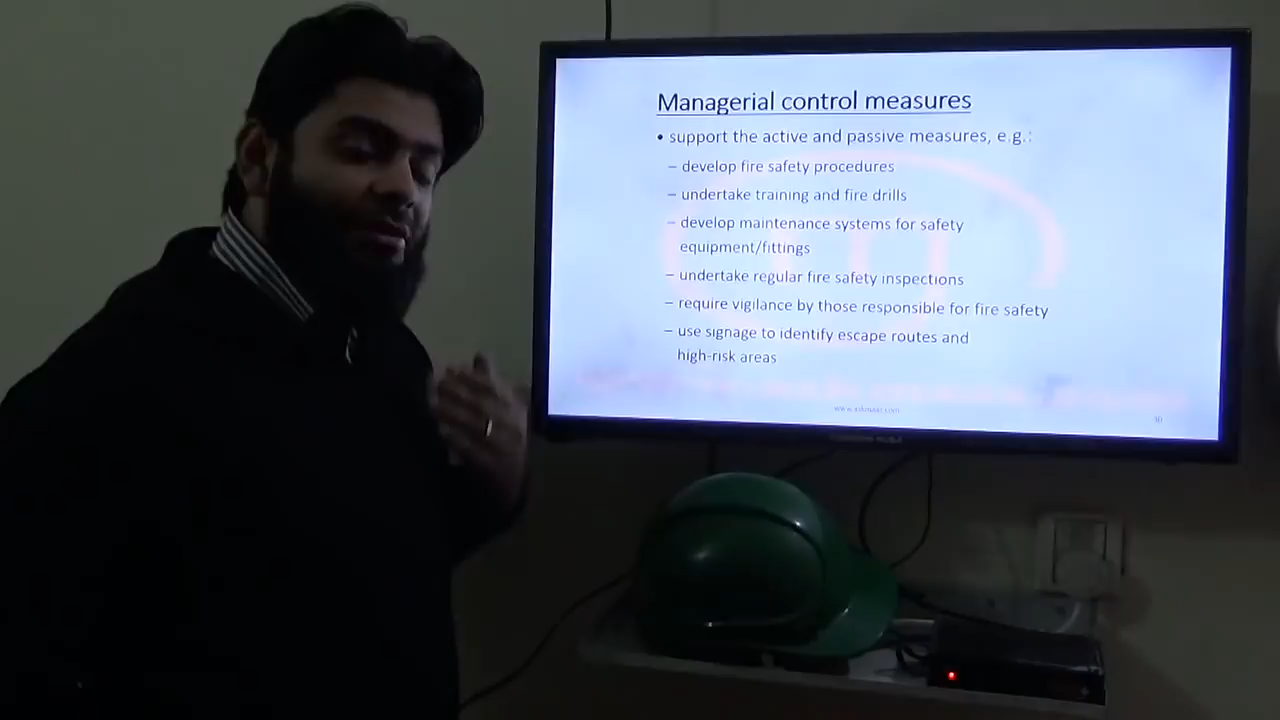 Managerial control measures
• support the active and passive measures, e.g.:
– develop fire safety procedures
– undertake training and fire drills
– develop maintenance systems for safety
equipment/fittings
– undertake regular fire safety inspections
– require vigilance by those responsible for fire safety
– use signage to identify escape routes and
high-risk areas